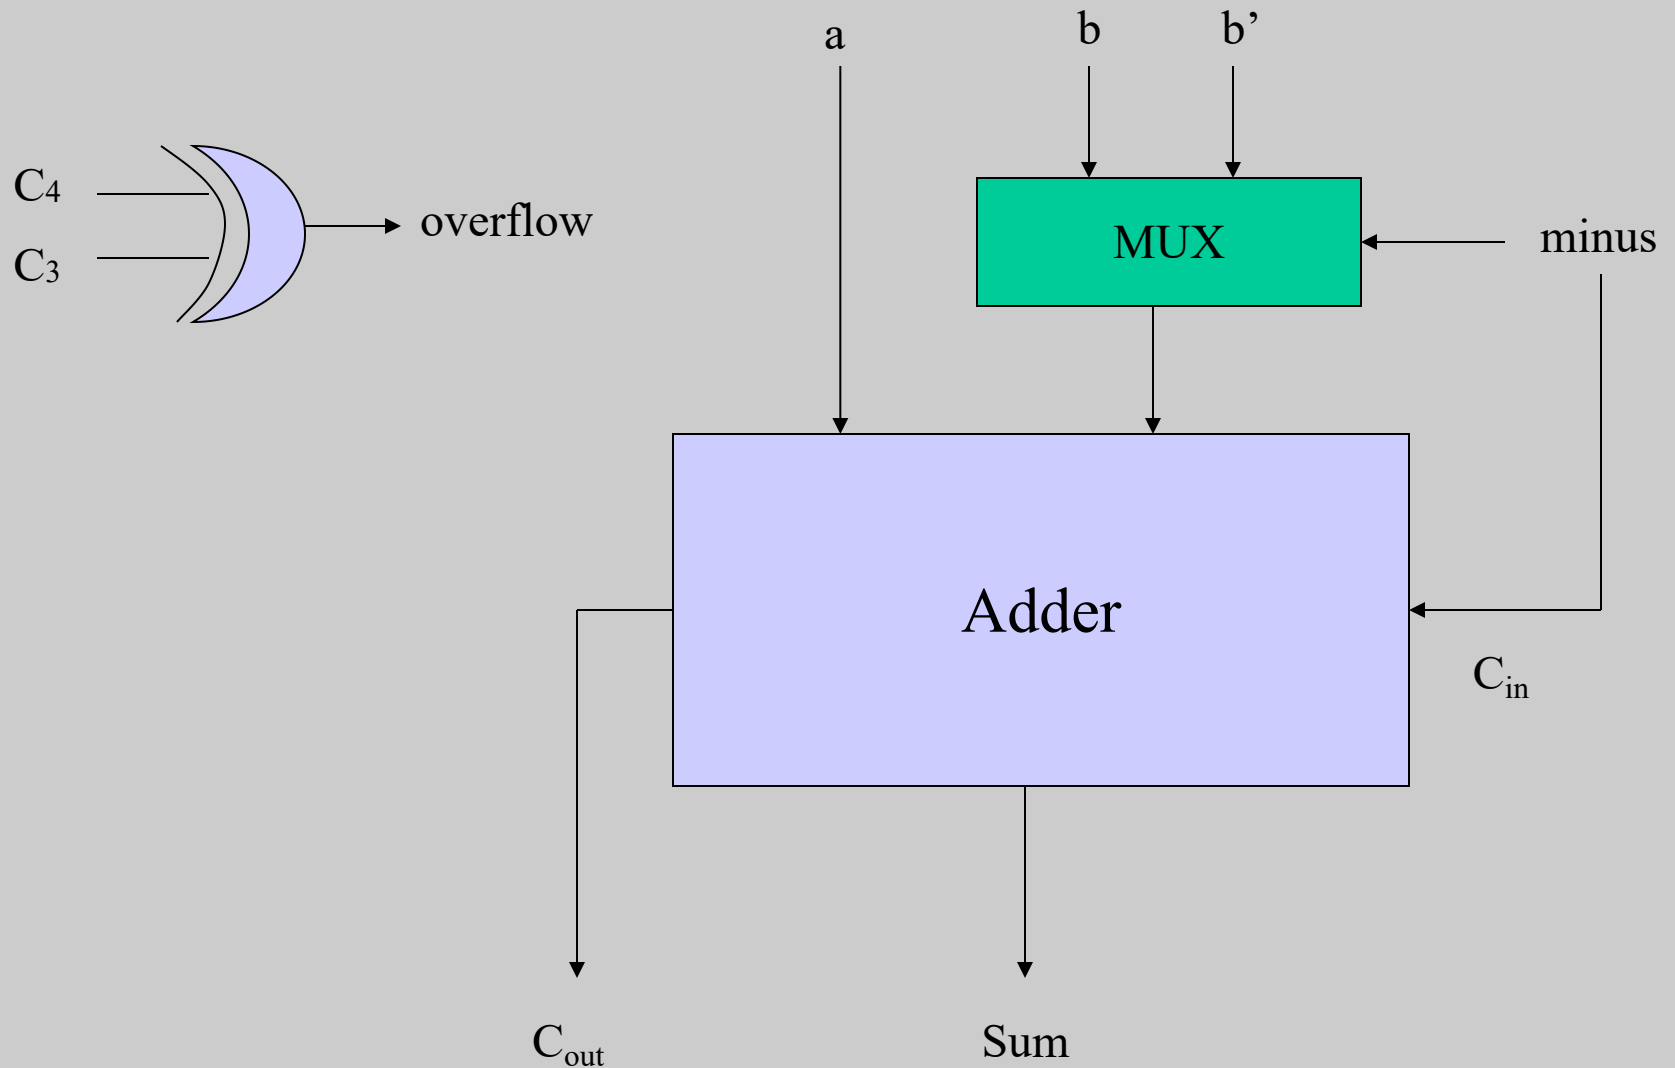 a
b
b’
C4
C3
overflow
MUX
minus
Adder
Cin
Cout
Sum